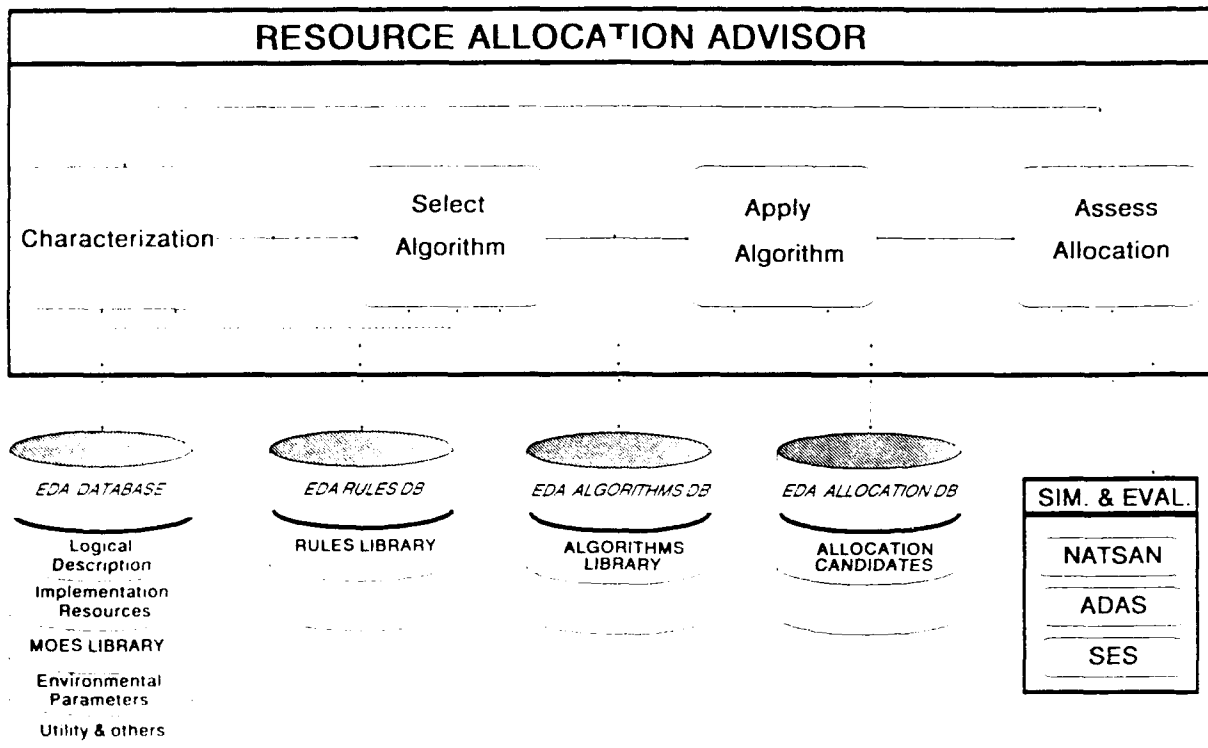 RESOURCE ALLOCATION ADVISOR
Characterization
Select
Algorithm
Apply
Algorithm
Assess
Allocation
EDA DATABASE
EDA RULES DB
EDA ALGORITHMS DB
EDA ALLOCATION DB
Logical
Description
Implementation
Resources
MOES LIBRARY
Environmental
Parameters
Utility & others
RULES LIBRARY
ALGORITHMS
LIBRARY
ALLOCATION
CANDIDATES
SIM. & EVAL.
NATSAN
ADAS
SES